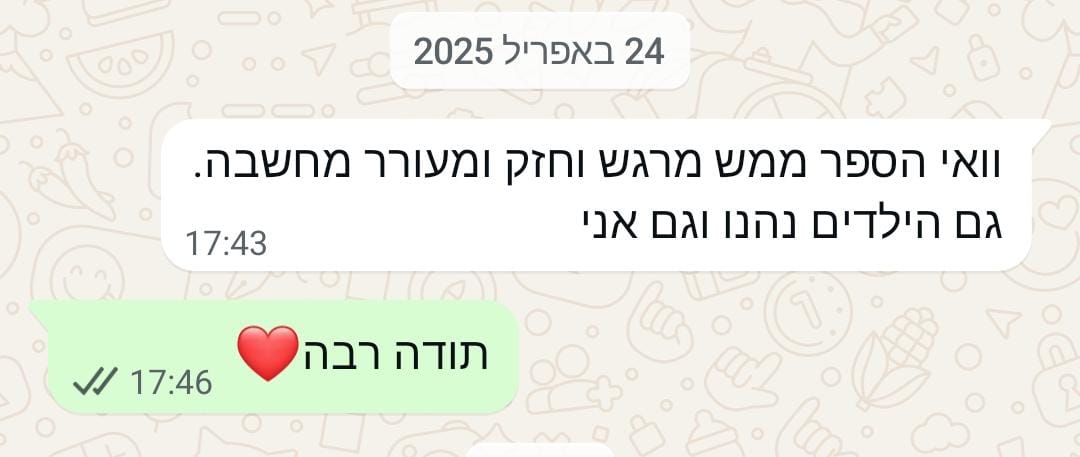 24 באפריל 2025
וואי הספר ממש מרגש וחזק ומעורר מחשבה.
גם הילדים נהנו וגם אני
17:43
תודה רבה❤️
17:46